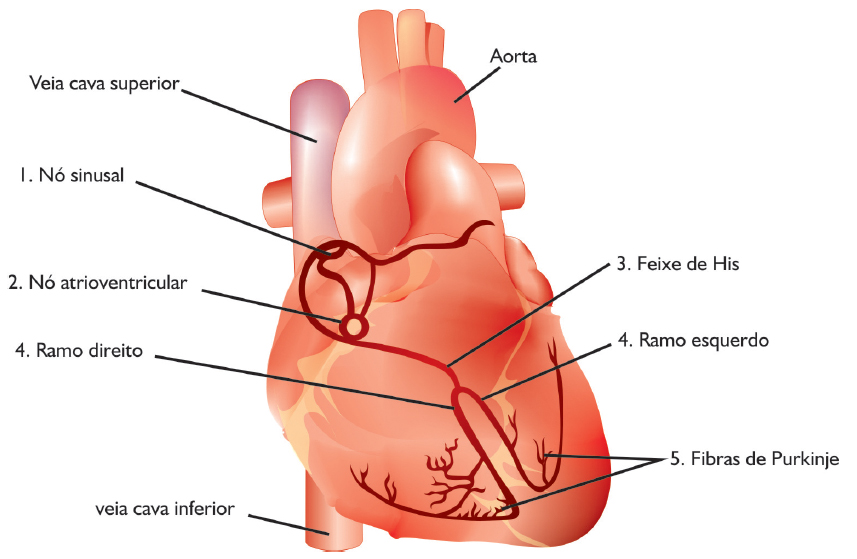 Aorta
Veia cava superior
1. Nó sinusal
3. Feixe de His
2. Nó atrioventricular
4. Ramo esquerdo
4. Ramo direito
5. Fibras de Purkinje
veia cava inferior